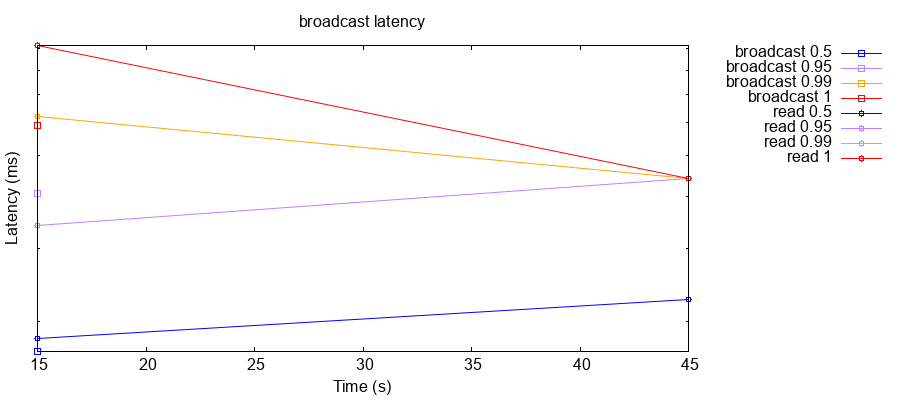 broadcast latency
broadcast 0.5
broadcast 0.95
broadcast 0.99
broadcast 1
read 0.5
read 0.95
read 0.99
read 1
Latency (ms)
15 20 25 30 35 40 45
Time (s)